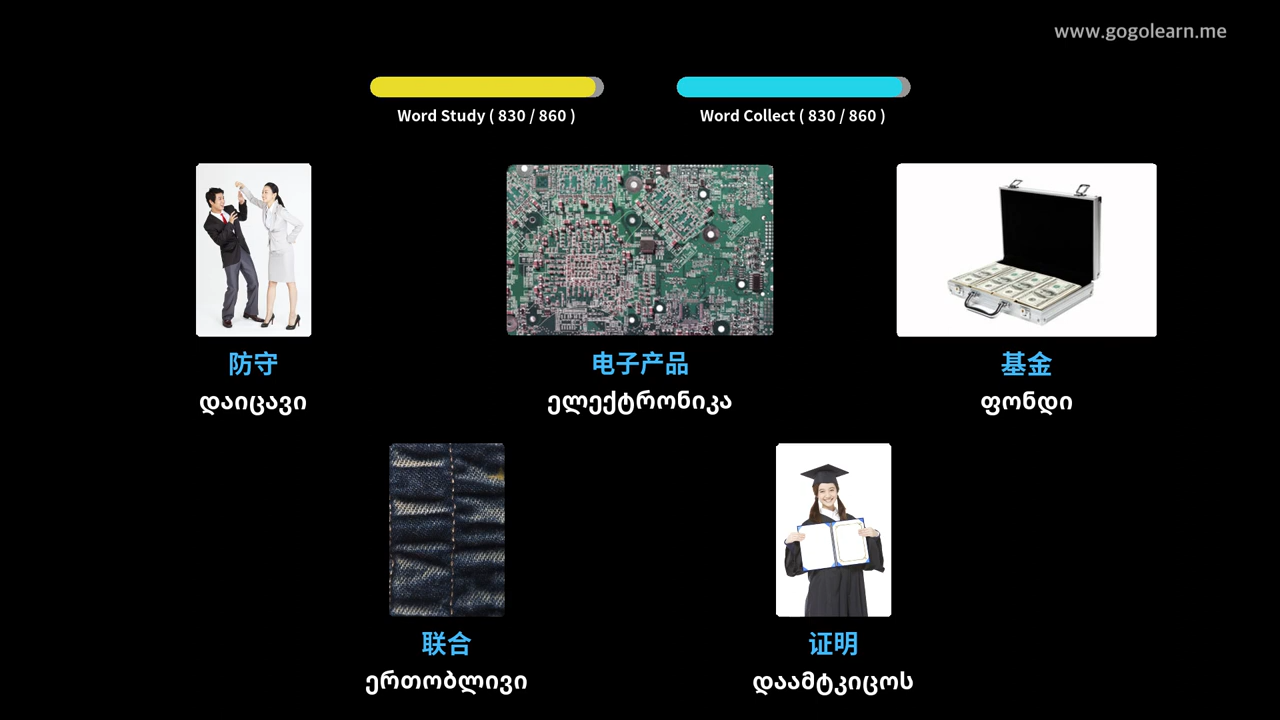 www.gogolearn.me
Word Study ( 830 / 860 )
Word Collect ( 830 / 860 )
防守
დაიცავი
电子产品
ელექტრონიკა
基金
ფონდი
联合
ერთობლივი
证明
დაამტკიცოს